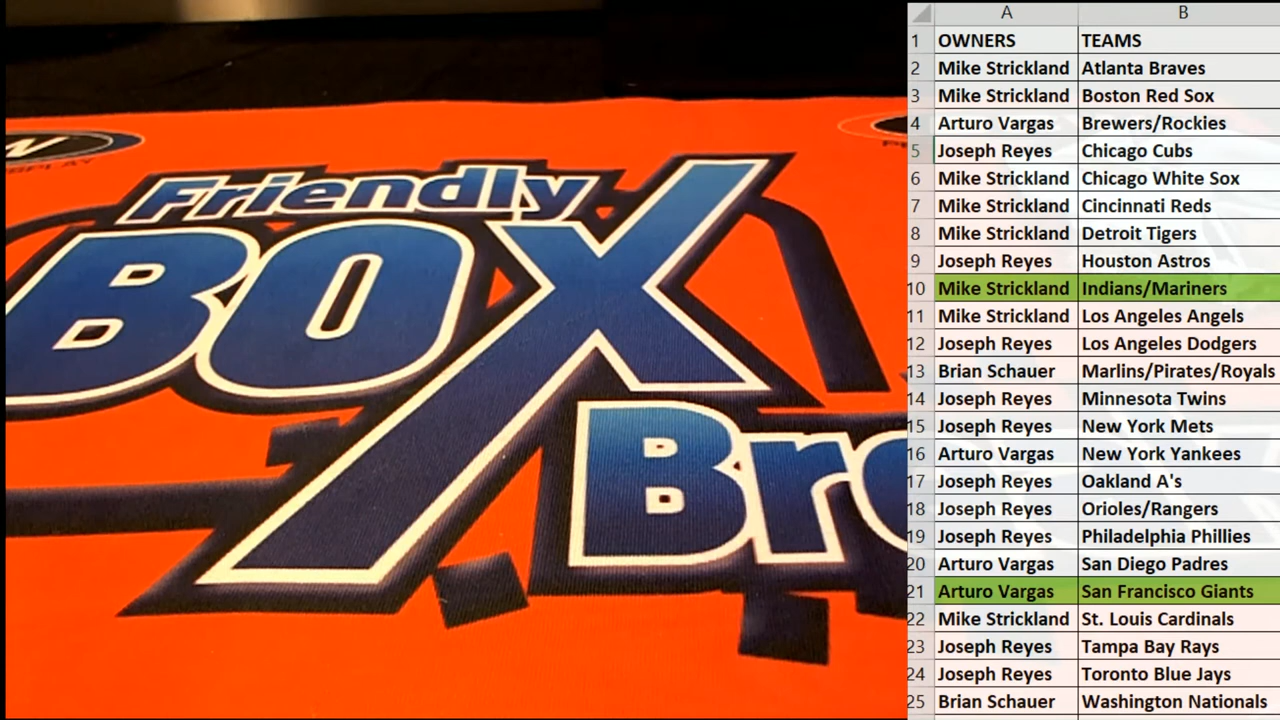 Friendly
BOX
Bre
A B
1 OWNERS TEAMS
2 Mike Strickland Atlanta Braves
3 Mike Strickland Boston Red Sox
4 Arturo Vargas Brewers/Rockies
5 Joseph Reyes Chicago Cubs
6 Mike Strickland Chicago White Sox
7 Mike Strickland Cincinnati Reds
8 Mike Strickland Detroit Tigers
9 Joseph Reyes Houston Astros
10 Mike Strickland Indians/Mariners
11 Mike Strickland Los Angeles Angels
12 Joseph Reyes Los Angeles Dodgers
13 Brian Schauer Marlins/Pirates/Royals
14 Joseph Reyes Minnesota Twins
15 Joseph Reyes New York Mets
16 Arturo Vargas New York Yankees
17 Joseph Reyes Oakland A's
18 Joseph Reyes Orioles/Rangers
19 Joseph Reyes Philadelphia Phillies
20 Arturo Vargas San Diego Padres
21 Arturo Vargas San Francisco Giants
22 Mike Strickland St. Louis Cardinals
23 Joseph Reyes Tampa Bay Rays
24 Joseph Reyes Toronto Blue Jays
25 Brian Schauer Washington Nationals